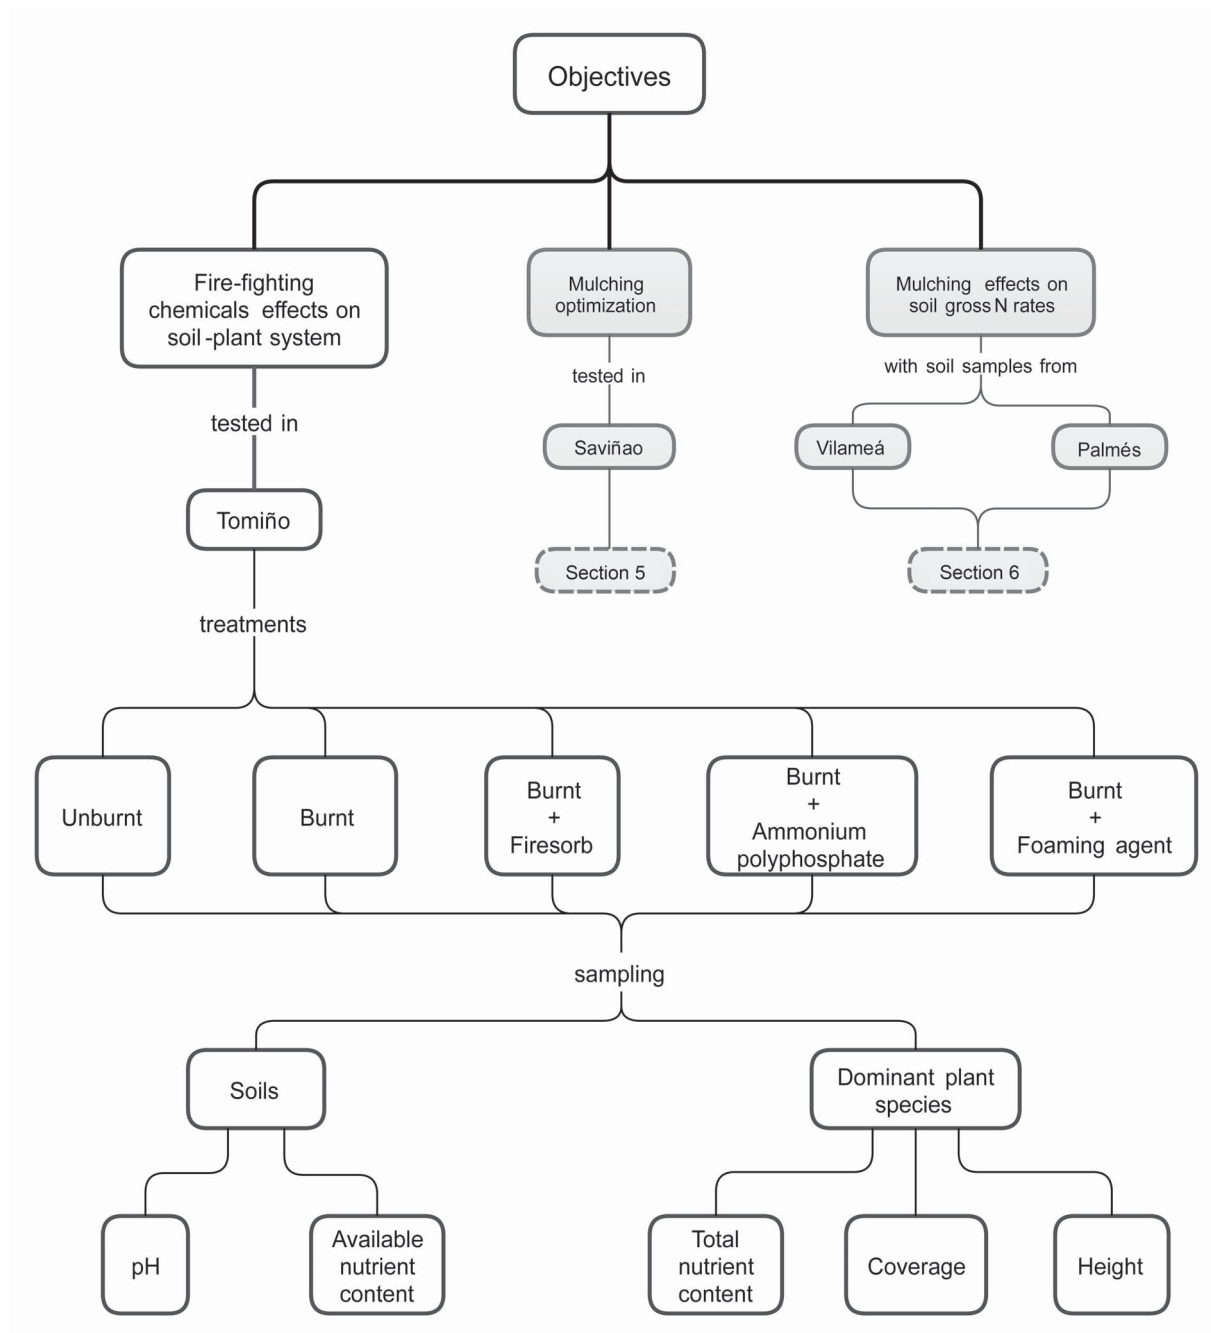 Objectives
Fire-fighting
chemicals effects on
soil-plant system
Mulching
optimization
Mulching effects on
soil gross N rates
tested in
tested in
with soil samples from
Saviñao
Vilameá
Palmés
Tomiño
Section 5
Section 6
treatments
Unburnt
Burnt
Burnt
+
Firesorb
Burnt
+
Ammonium
polyphosphate
Burnt
+
Foaming agent
sampling
Soils
Dominant plant
species
pH
Available
nutrient
content
Total
nutrient
content
Coverage
Height